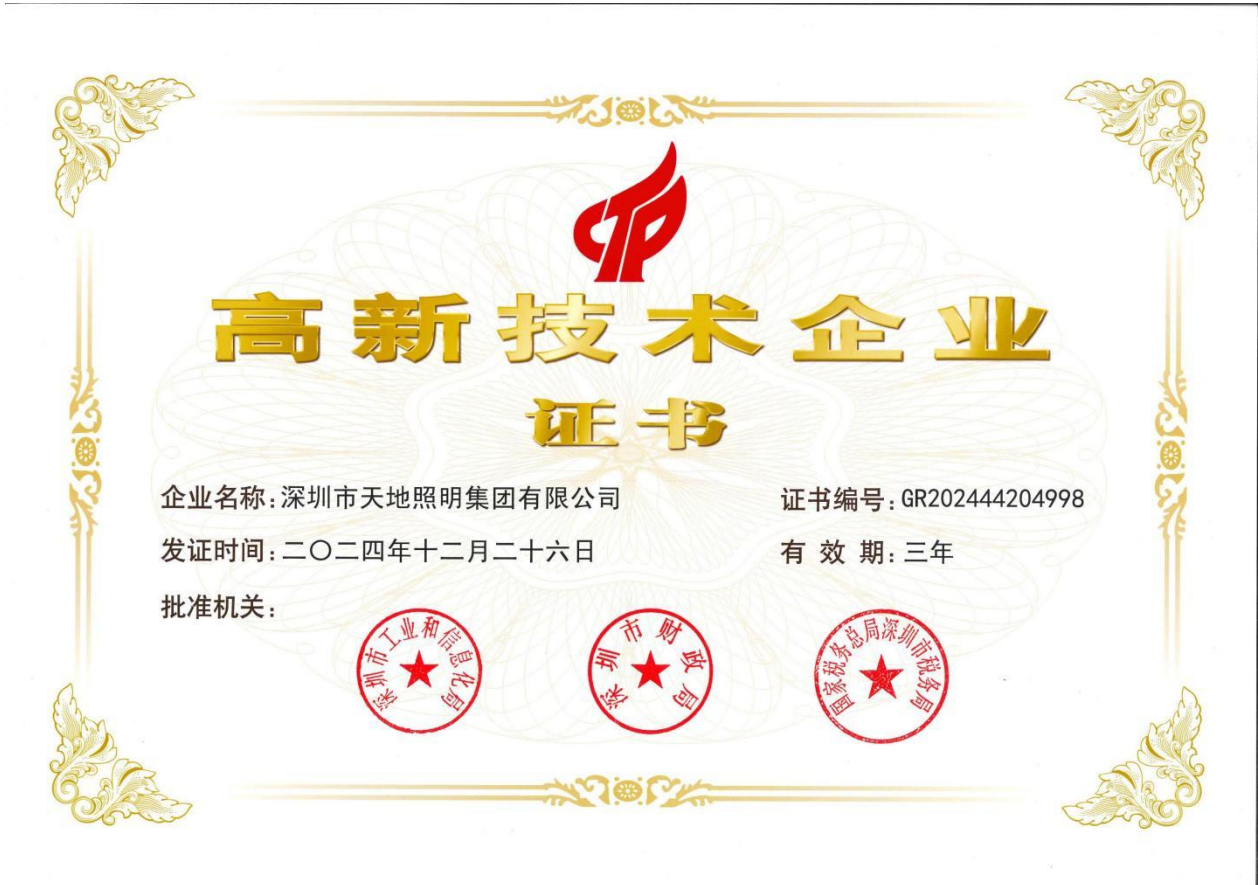 高新技术企业
证书
企业名称:深圳市天地照明集团有限公司 证书编号:GR202444204998
发证时间:二〇二四年十二月二十六日 有 效 期:三年
批准机关:
深圳市工业和信息化局
深圳市财政局
国家税务总局深圳市税务局